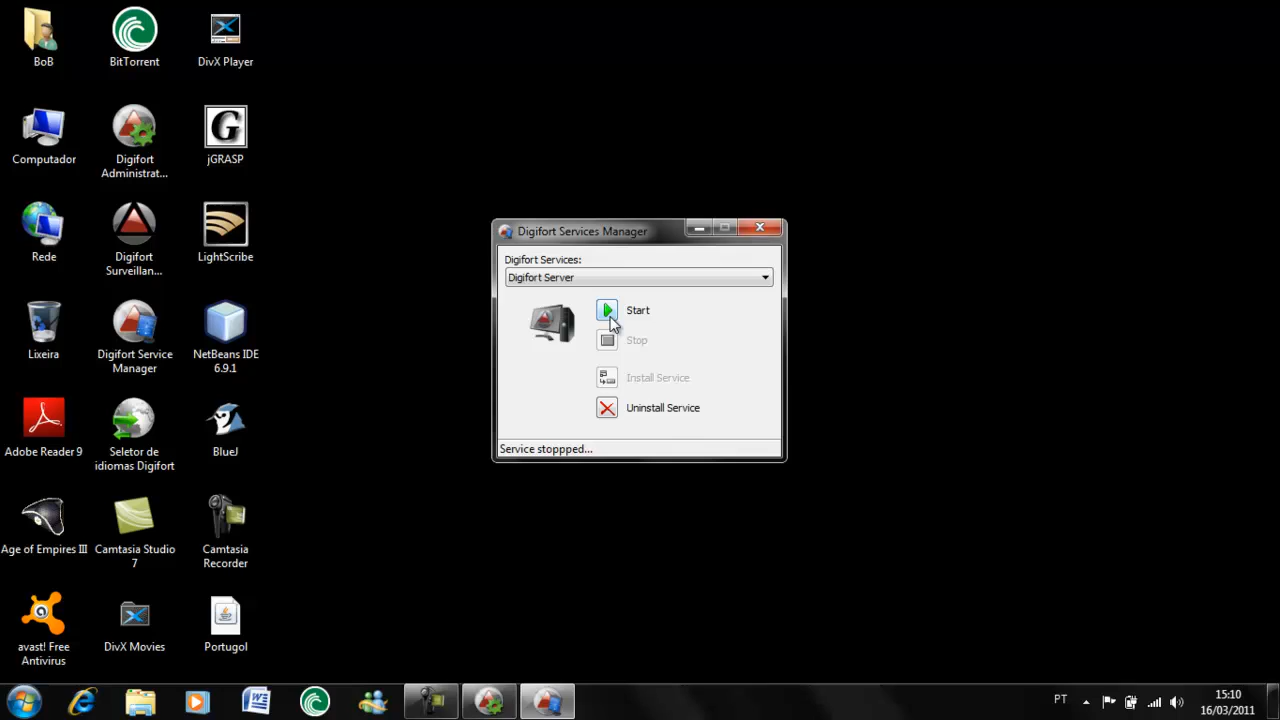 BoB
BitTorrent
DivX Player
Computador
Digifort
Administrat...
jGRASP
G
Rede
Digifort
Surveillan...
LightScribe
Lixeira
Digifort Service
Manager
NetBeans IDE
6.9.1
Adobe Reader 9
Seletor de
idiomas Digifort
BlueJ
Age of Empires III
Camtasia Studio
7
Camtasia
Recorder
avast! Free
Antivirus
DivX Movies
Portugol
Digifort Services Manager
Digifort Services:
Digifort Server
Start
Stop
Install Service
Uninstall Service
Service stoppped...
PT
15:10
16/03/2011